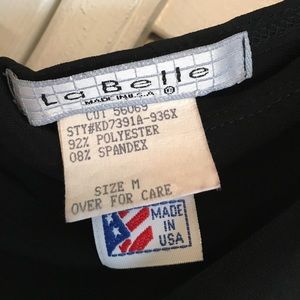 La Belle
MADE IN U.S.A
CUT 56069
STY#KD7391A-936X
92% POLYESTER
08% SPANDEX
SIZE M
OVER FOR CARE
MADE
IN
USA